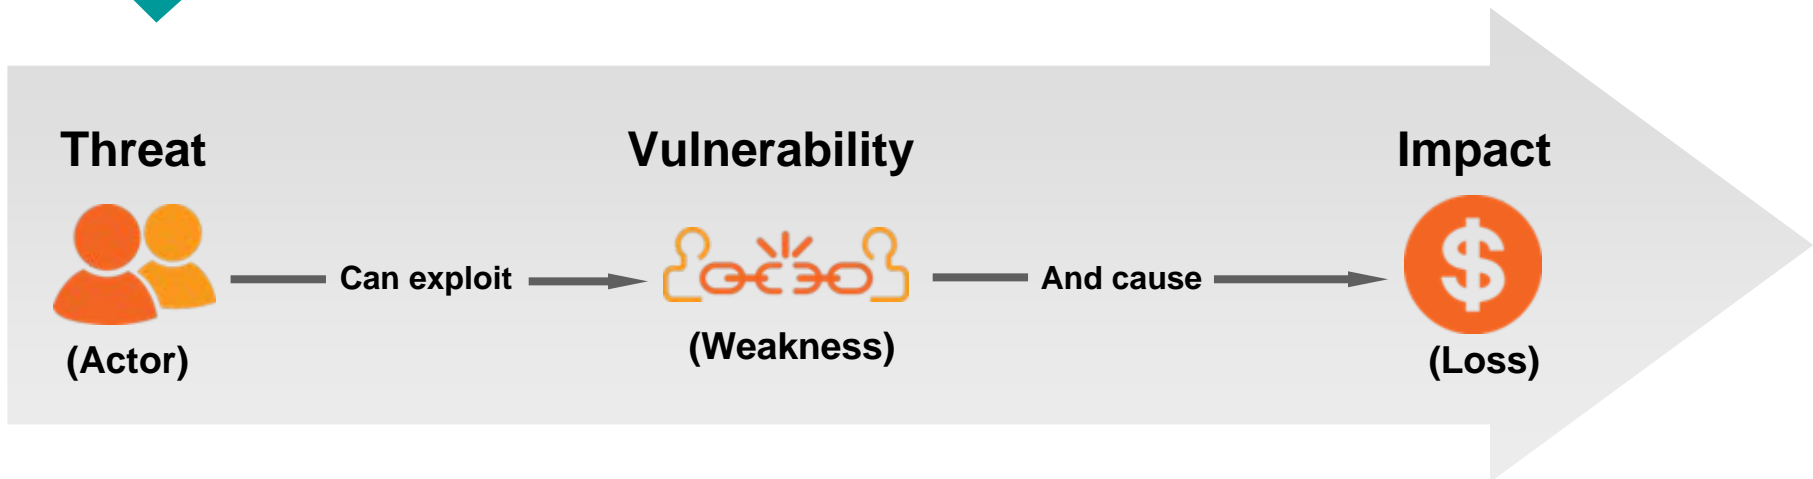 Threat
Vulnerability
Impact
Can exploit
And cause
$
(Actor)
(Weakness)
(Loss)